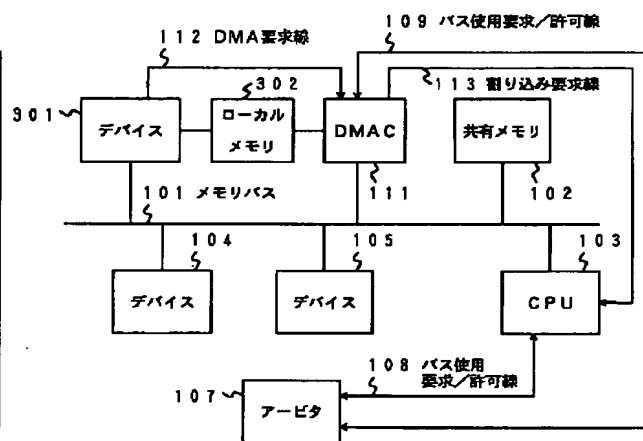 109 バス使用要求／許可線
112 DMA要求線
302
113 割り込み要求線
301
デバイス
ローカル
メモリ
DMAC
共有メモリ
101 メモリバス
111
102
104
105
103
デバイス
デバイス
CPU
108 バス使用
要求／許可線
107
アービタ